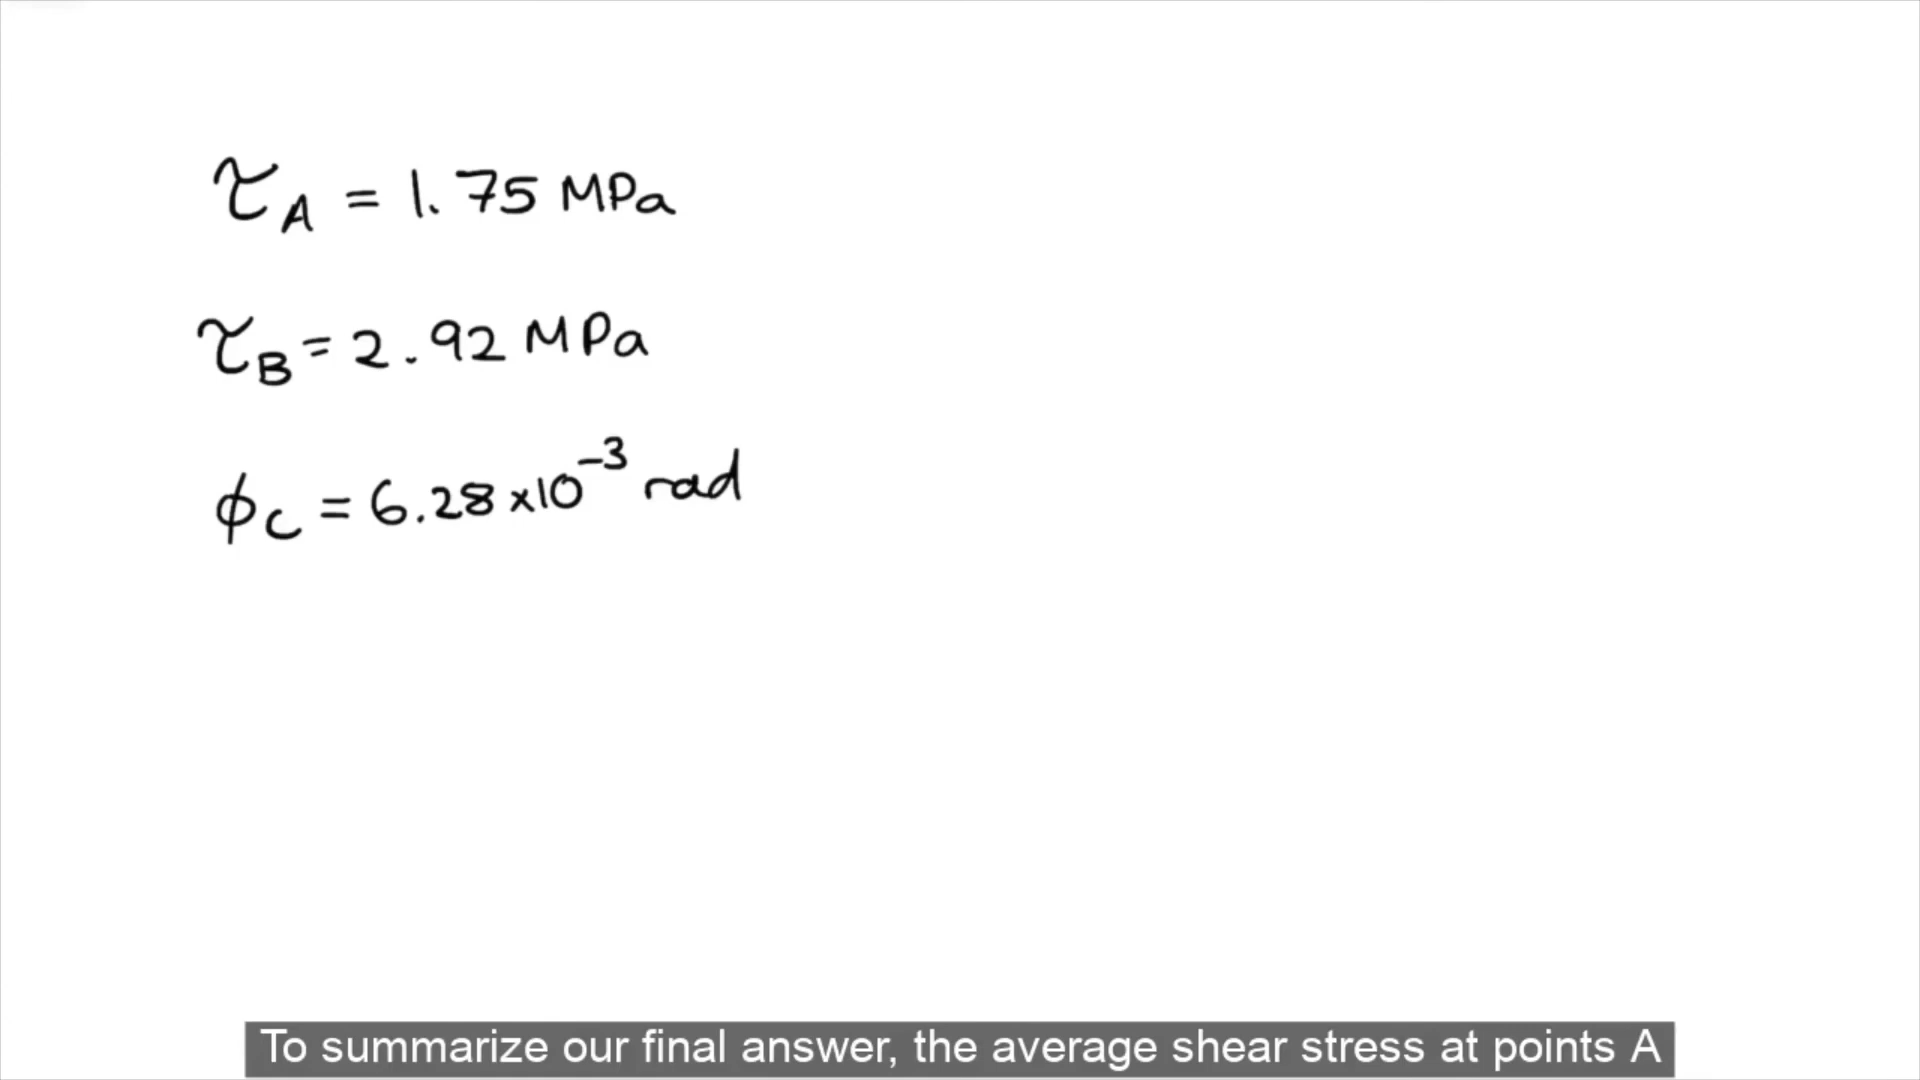 τA = 1.75 MPa
τB = 2.92 MPa
ϕC = 6.28 ×10⁻³ rad
To summarize our final answer, the average shear stress at points A